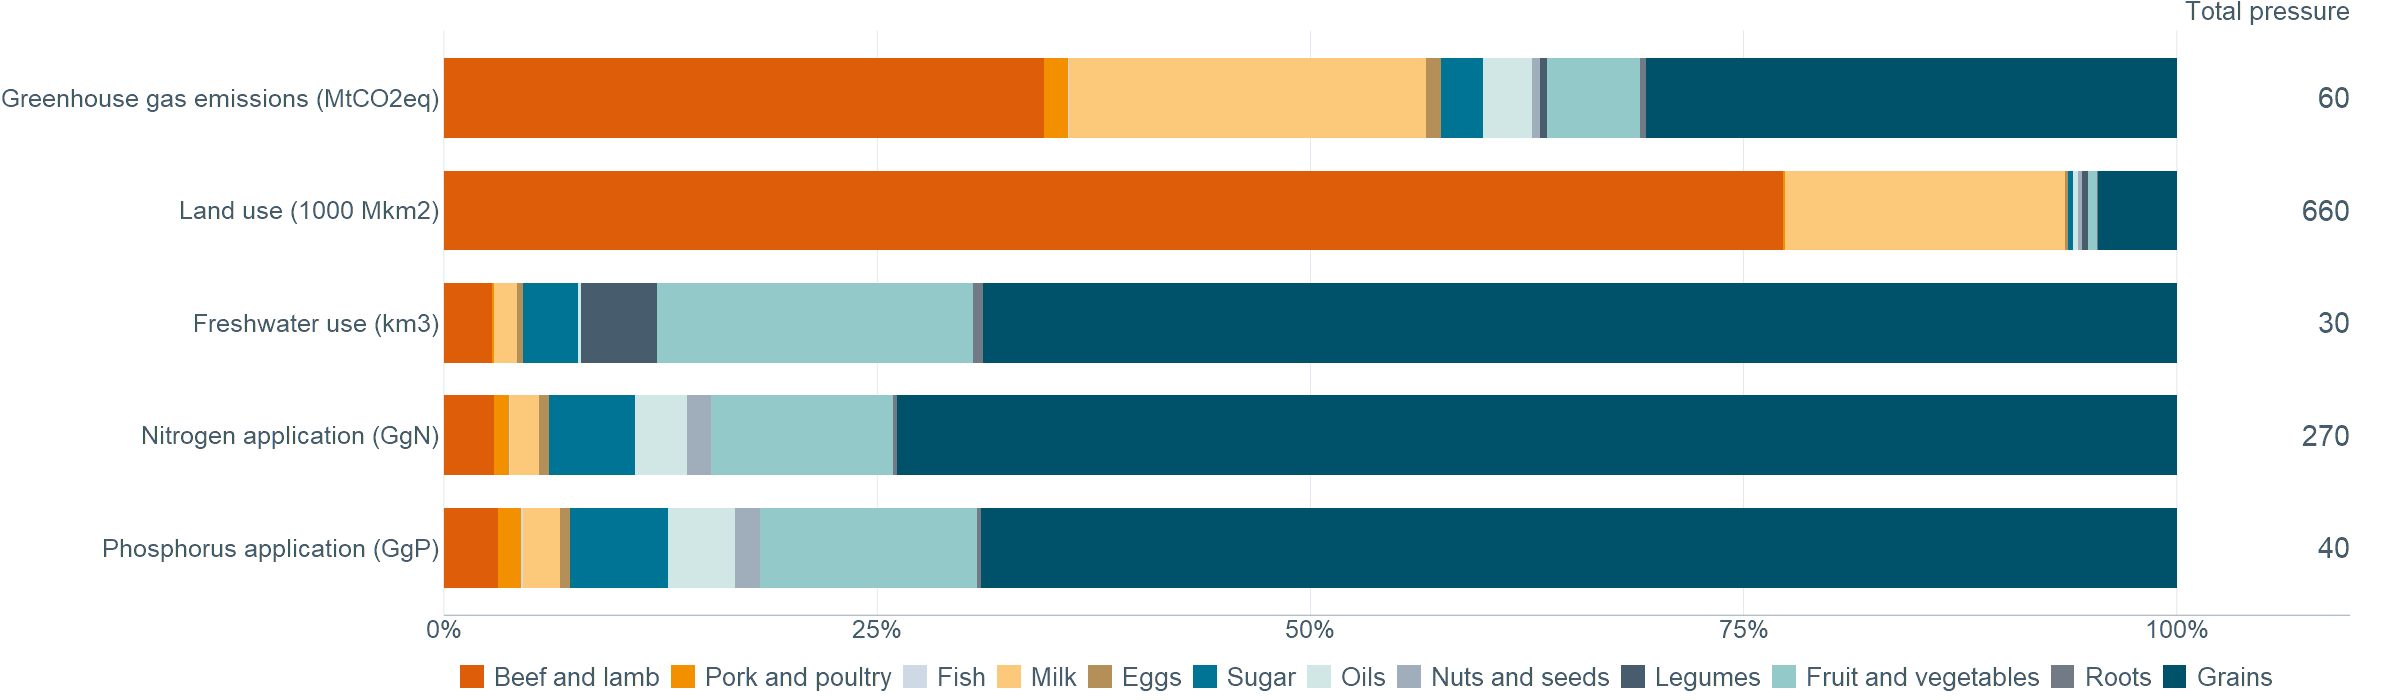 Total pressure
Greenhouse gas emissions (MtCO2eq) 60
Land use (1000 Mkm2) 660
Freshwater use (km3) 30
Nitrogen application (GgN) 270
Phosphorus application (GgP) 40
0% 25% 50% 75% 100%
Beef and lamb Pork and poultry Fish Milk Eggs Sugar Oils Nuts and seeds Legumes Fruit and vegetables Roots Grains